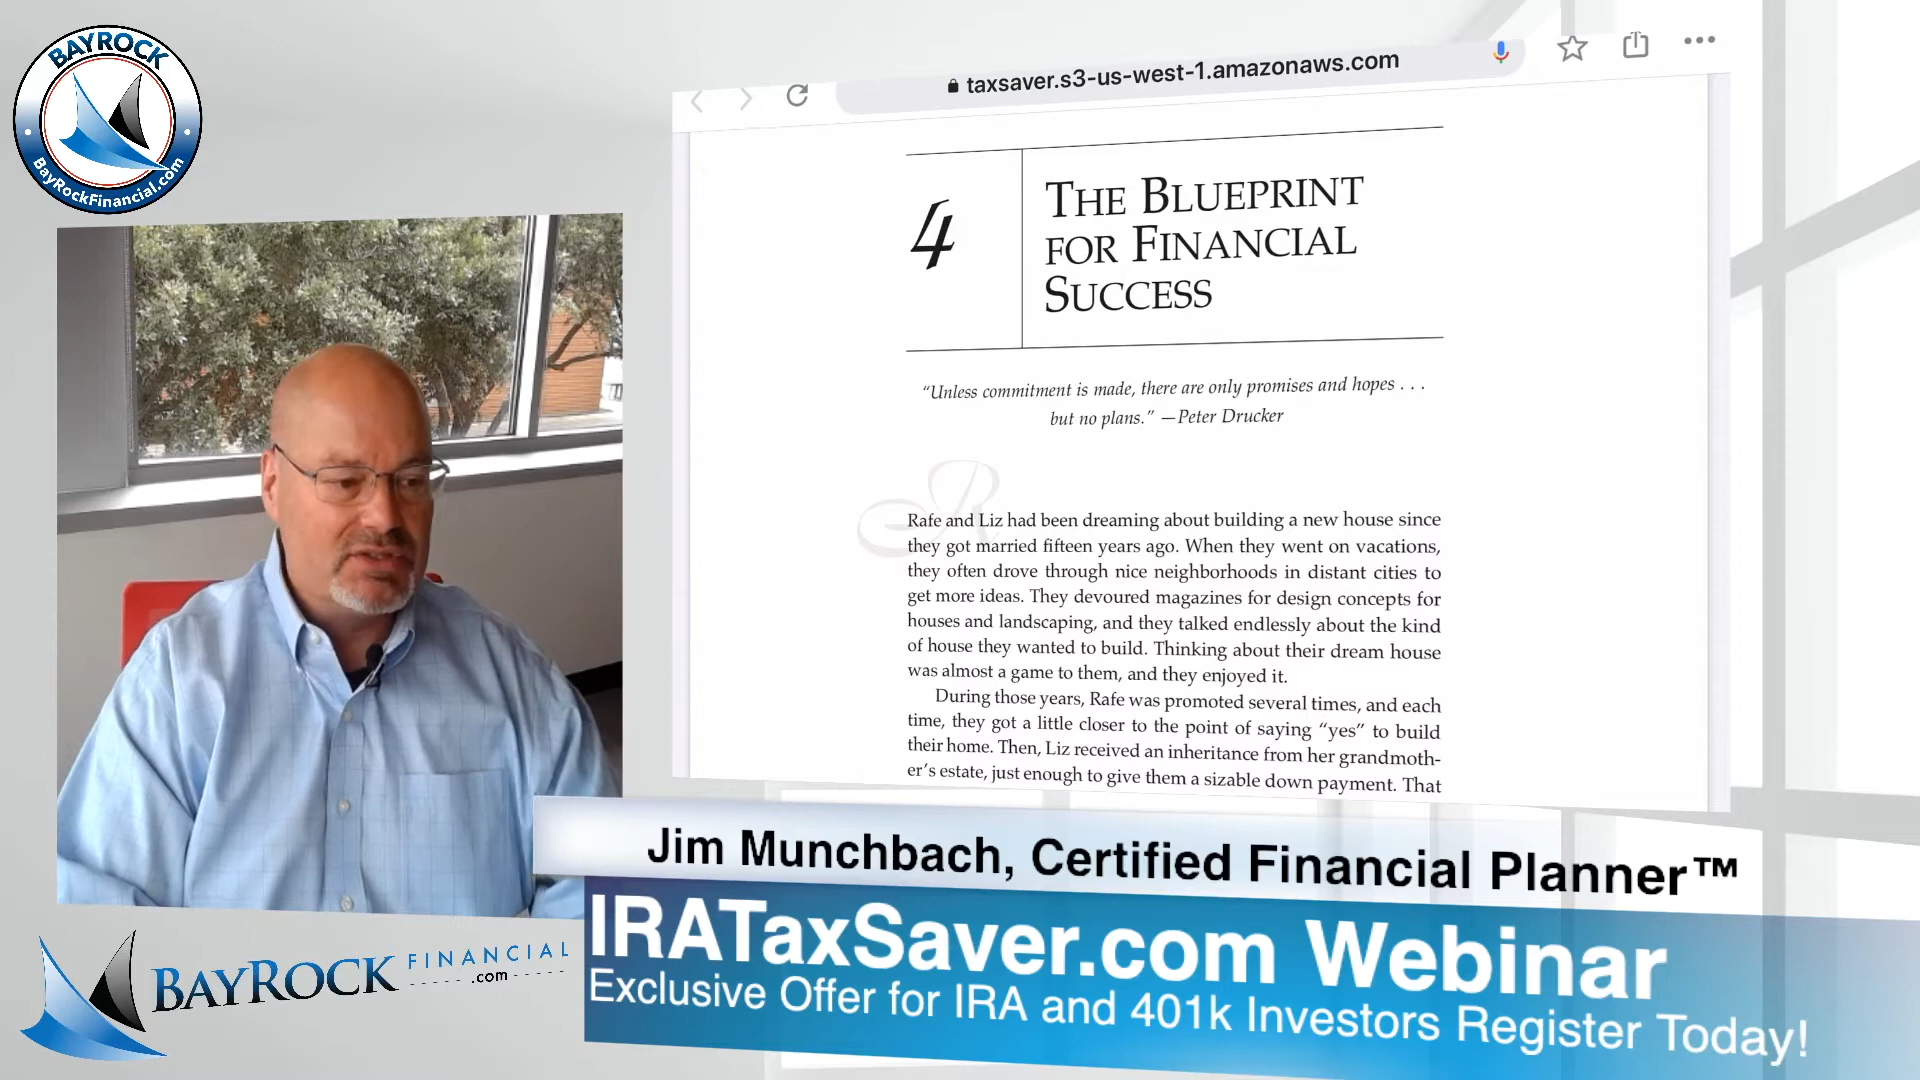 BAYROCK
BayRockFinancial.com
taxsaver.s3-us-west-1.amazonaws.com
4
THE BLUEPRINT
FOR FINANCIAL
SUCCESS
“Unless commitment is made, there are only promises and hopes . . .
but no plans.” —Peter Drucker
R
Rafe and Liz had been dreaming about building a new house since
they got married fifteen years ago. When they went on vacations,
they often drove through nice neighborhoods in distant cities to
get more ideas. They devoured magazines for design concepts for
houses and landscaping, and they talked endlessly about the kind
of house they wanted to build. Thinking about their dream house
was almost a game to them, and they enjoyed it.
During those years, Rafe was promoted several times, and each
time, they got a little closer to the point of saying “yes” to build
their home. Then, Liz received an inheritance from her grandmoth-
er’s estate, just enough to give them a sizable down payment. That
Jim Munchbach, Certified Financial Planner™
IRATaxSaver.com Webinar
Exclusive Offer for IRA and 401k Investors Register Today!
BAYROCK FINANCIAL
.com